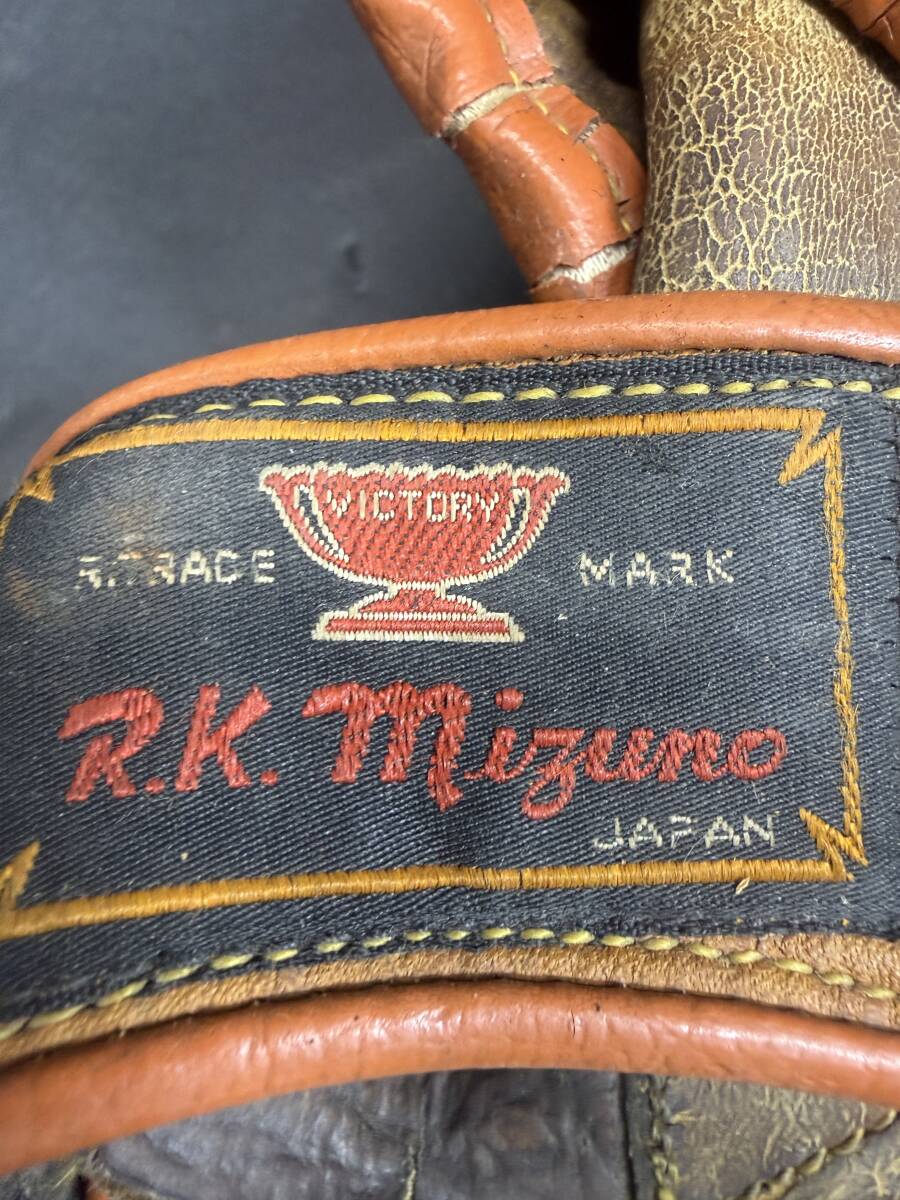 VICTORY
R.TRADE MARK
R.K. Mizuno
JAPAN